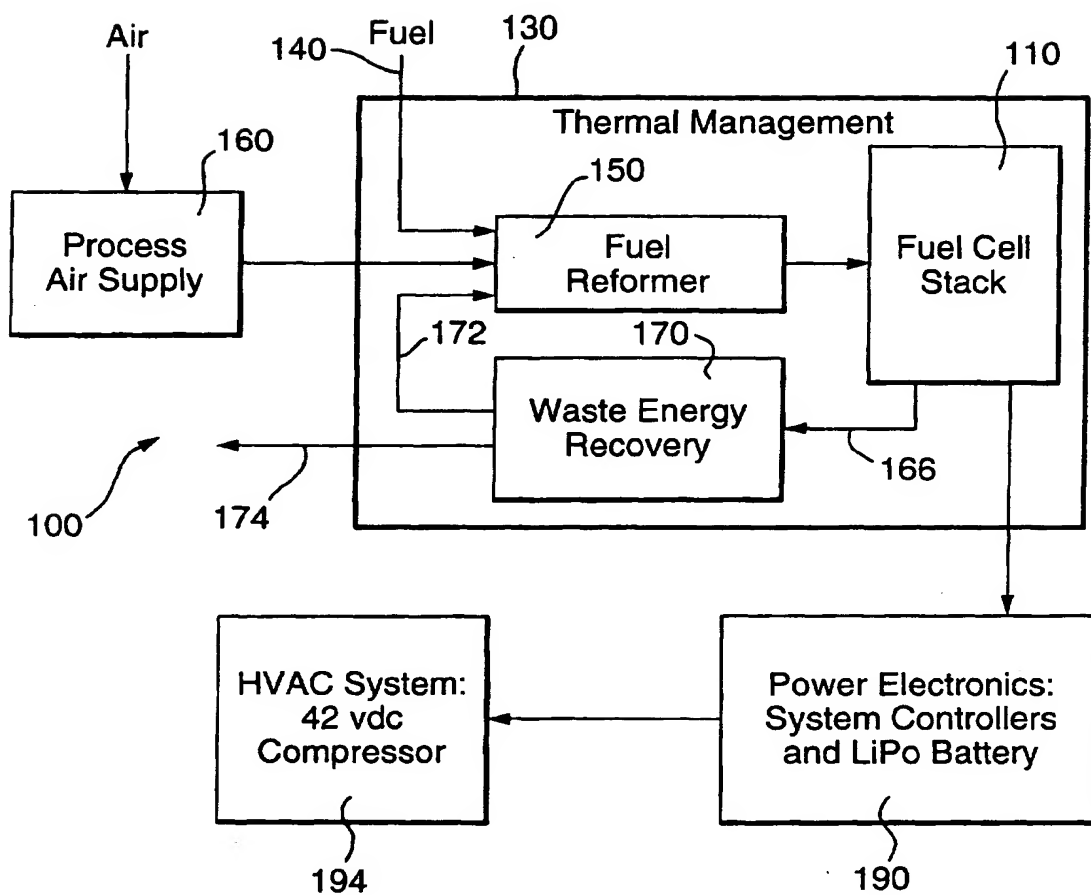 Air
140
Fuel
130
110
Thermal Management
160
150
Process
Air Supply
Fuel
Reformer
Fuel Cell
Stack
172
170
Waste Energy
Recovery
166
100
174
HVAC System:
42 vdc
Compressor
Power Electronics:
System Controllers
and LiPo Battery
194
190